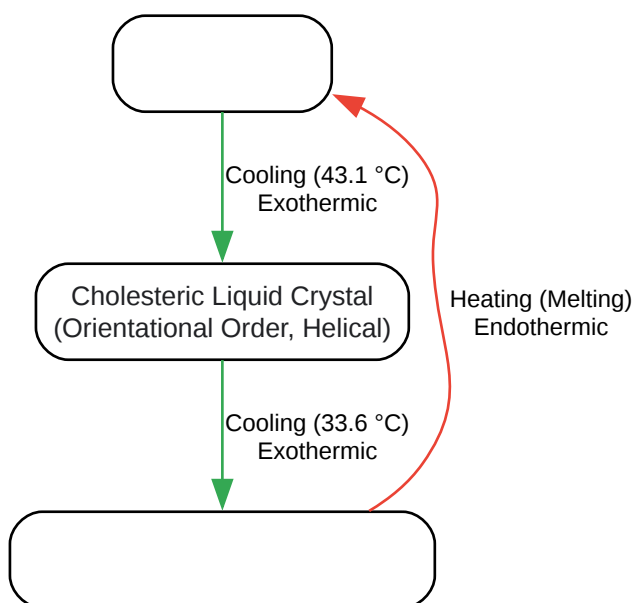 Cooling (43.1 °C)
Exothermic
Cholesteric Liquid Crystal
(Orientational Order, Helical)
Heating (Melting)
Endothermic
Cooling (33.6 °C)
Exothermic